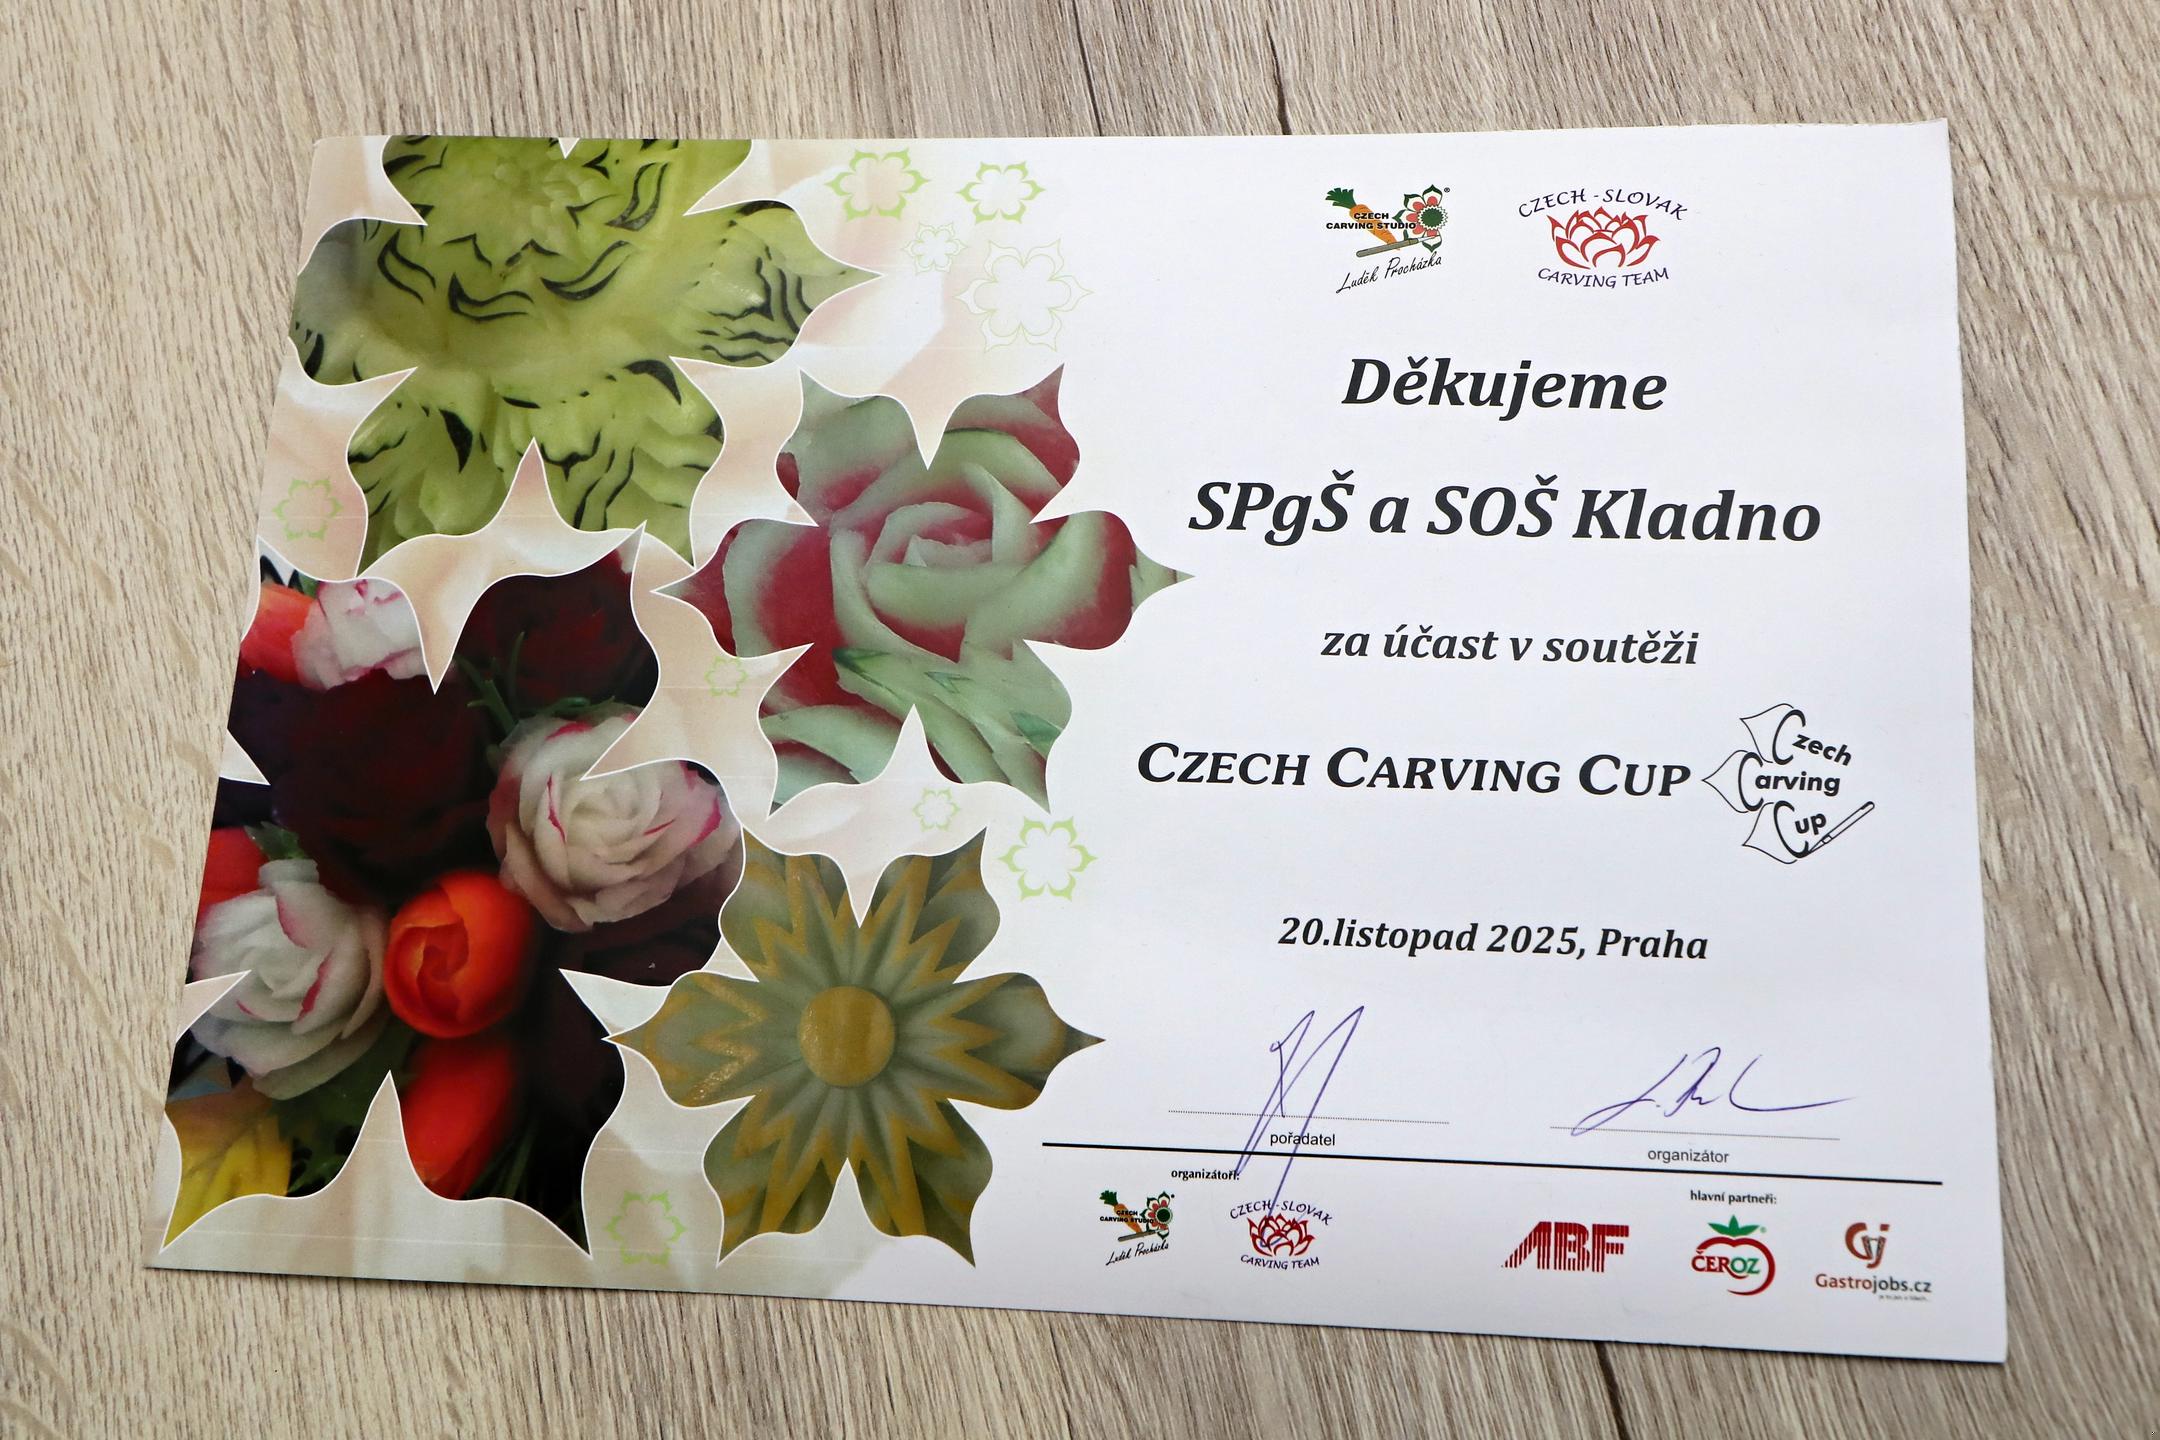 CZECH
CARVING STUDIO
Luděk Procházka
CZECH - SLOVAK
CARVING TEAM
Děkujeme
SPgŠ a SOŠ Kladno
za účast v soutěži
CZECH CARVING CUP
Czech
Carving
Cup
20.listopad 2025, Praha
pořadatel
organizátor
organizátoři:
hlavní partneři:
CZECH
CARVING STUDIO
Luděk Procházka
CZECH - SLOVAK
CARVING TEAM
ABF
ČEROZ
Gj
Gastrojobs.cz